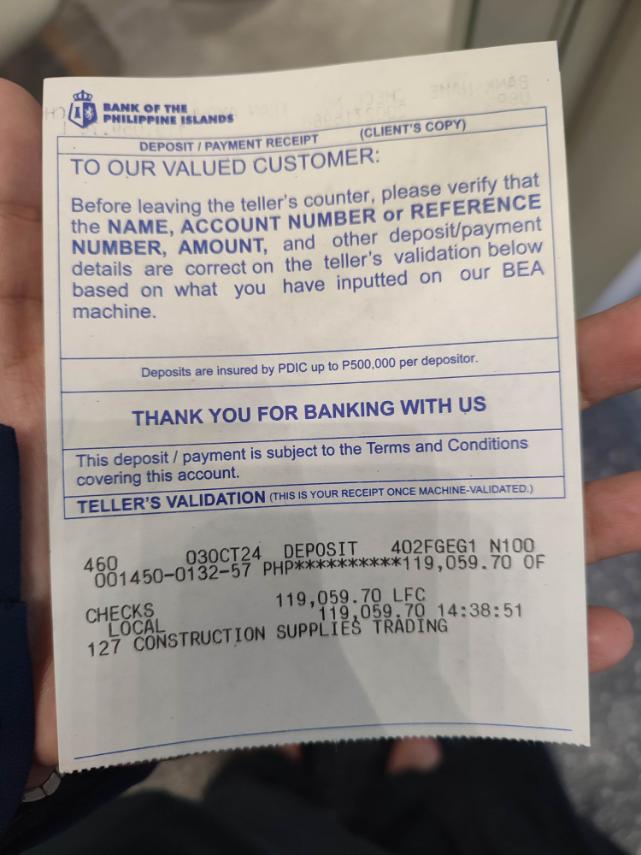 BANK OF THE
PHILIPPINE ISLANDS
DEPOSIT / PAYMENT RECEIPT (CLIENT'S COPY)
TO OUR VALUED CUSTOMER:
Before leaving the teller's counter, please verify that
the NAME, ACCOUNT NUMBER or REFERENCE
NUMBER, AMOUNT, and other deposit/payment
details are correct on the teller's validation below
based on what you have inputted on our BEA
machine.
Deposits are insured by PDIC up to P500,000 per depositor.
THANK YOU FOR BANKING WITH US
This deposit / payment is subject to the Terms and Conditions
covering this account.
TELLER'S VALIDATION (THIS IS YOUR RECEIPT ONCE MACHINE-VALIDATED.)
460 03OCT24 DEPOSIT 402FGEG1 N100
001450-0132-57 PHP**********119,059.70 OF
119,059.70 LFC
CHECKS 119,059.70 14:38:51
LOCAL
127 CONSTRUCTION SUPPLIES TRADING